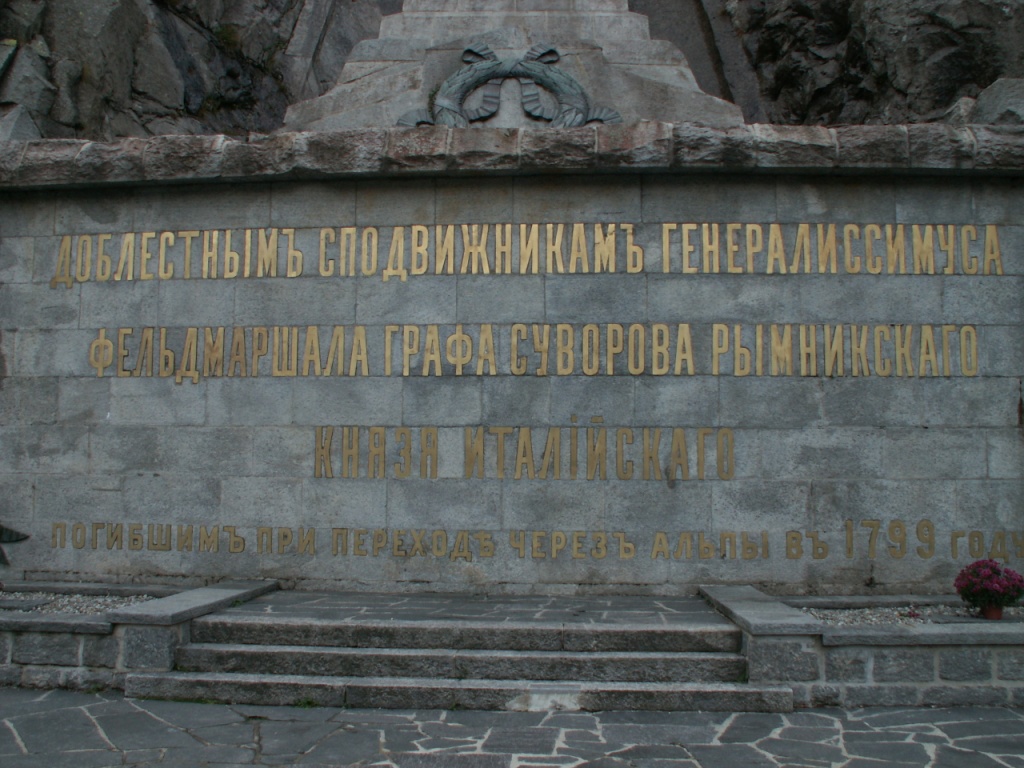 ДОБЛЕСТНЫМЪ СПОДВИЖНИКАМЪ ГЕНЕРАЛИССИМУСА
ФЕЛЬДМАРШАЛА ГРАФА СУВОРОВА РЫМНИКСКАГО
КНЯЗЯ ИТАЛІЙСКАГО
ПОГИБШИМЪ ПРИ ПЕРЕХОДѢ ЧЕРЕЗЪ АЛЬПЫ ВЪ 1799 ГОДУ